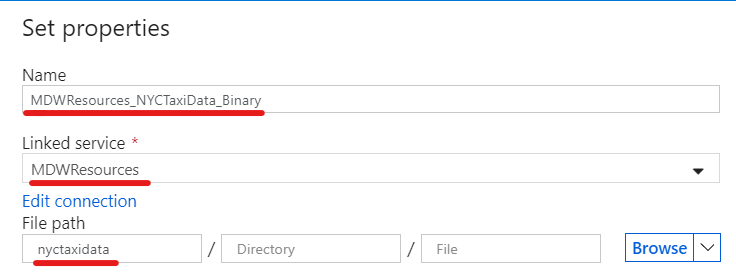 Set properties
Name
MDWResources_NYCTaxiData_Binary
Linked service *
MDWResources
Edit connection
File path
nyctaxidata / Directory / File Browse